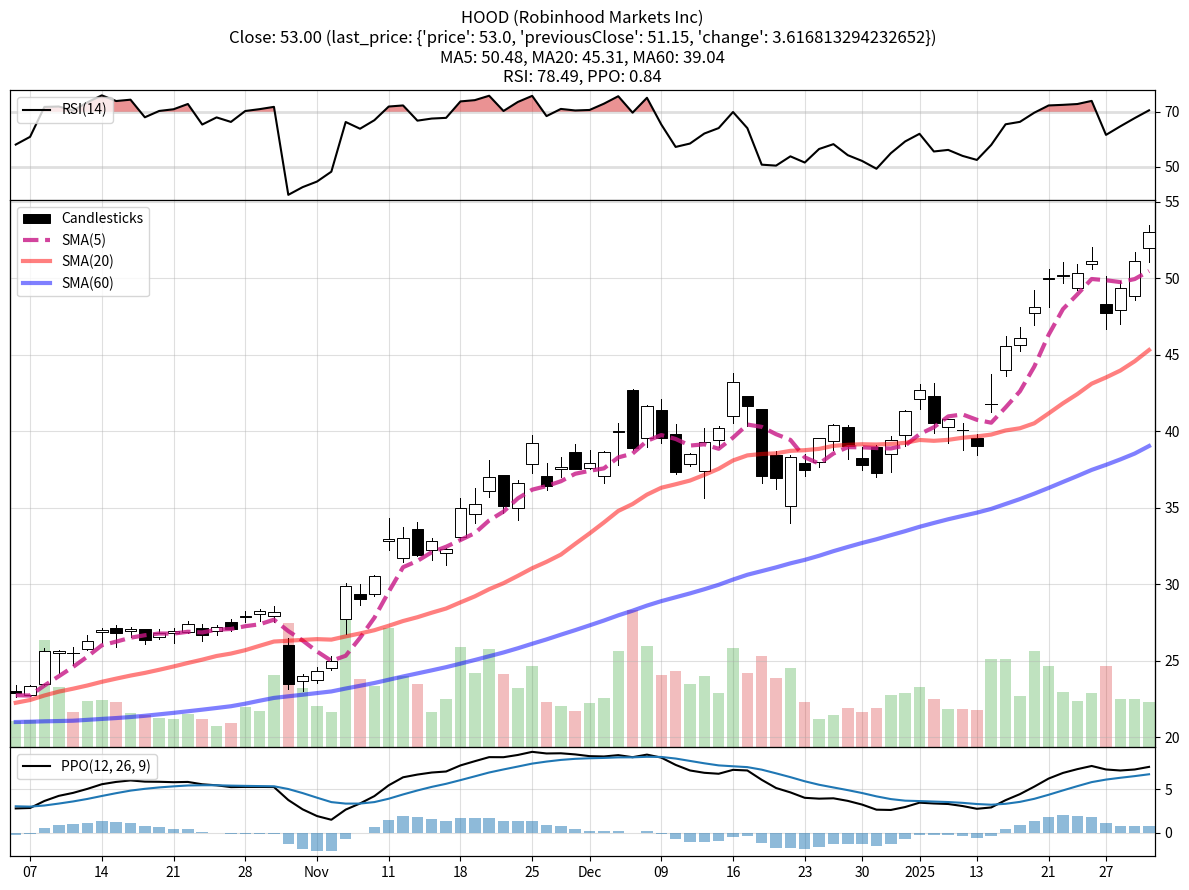 HOOD (Robinhood Markets Inc)
Close: 53.00 (last_price: {'price': 53.0, 'previousClose': 51.15, 'change': 3.616813294232652})
MA5: 50.48, MA20: 45.31, MA60: 39.04
RSI: 78.49, PPO: 0.84
RSI(14)
70
50
Candlesticks
SMA(5)
SMA(20)
SMA(60)
55
50
45
40
35
30
25
20
PPO(12, 26, 9)
5
0
07 14 21 28 Nov 11 18 25 Dec 09 16 23 30 2025 13 21 27